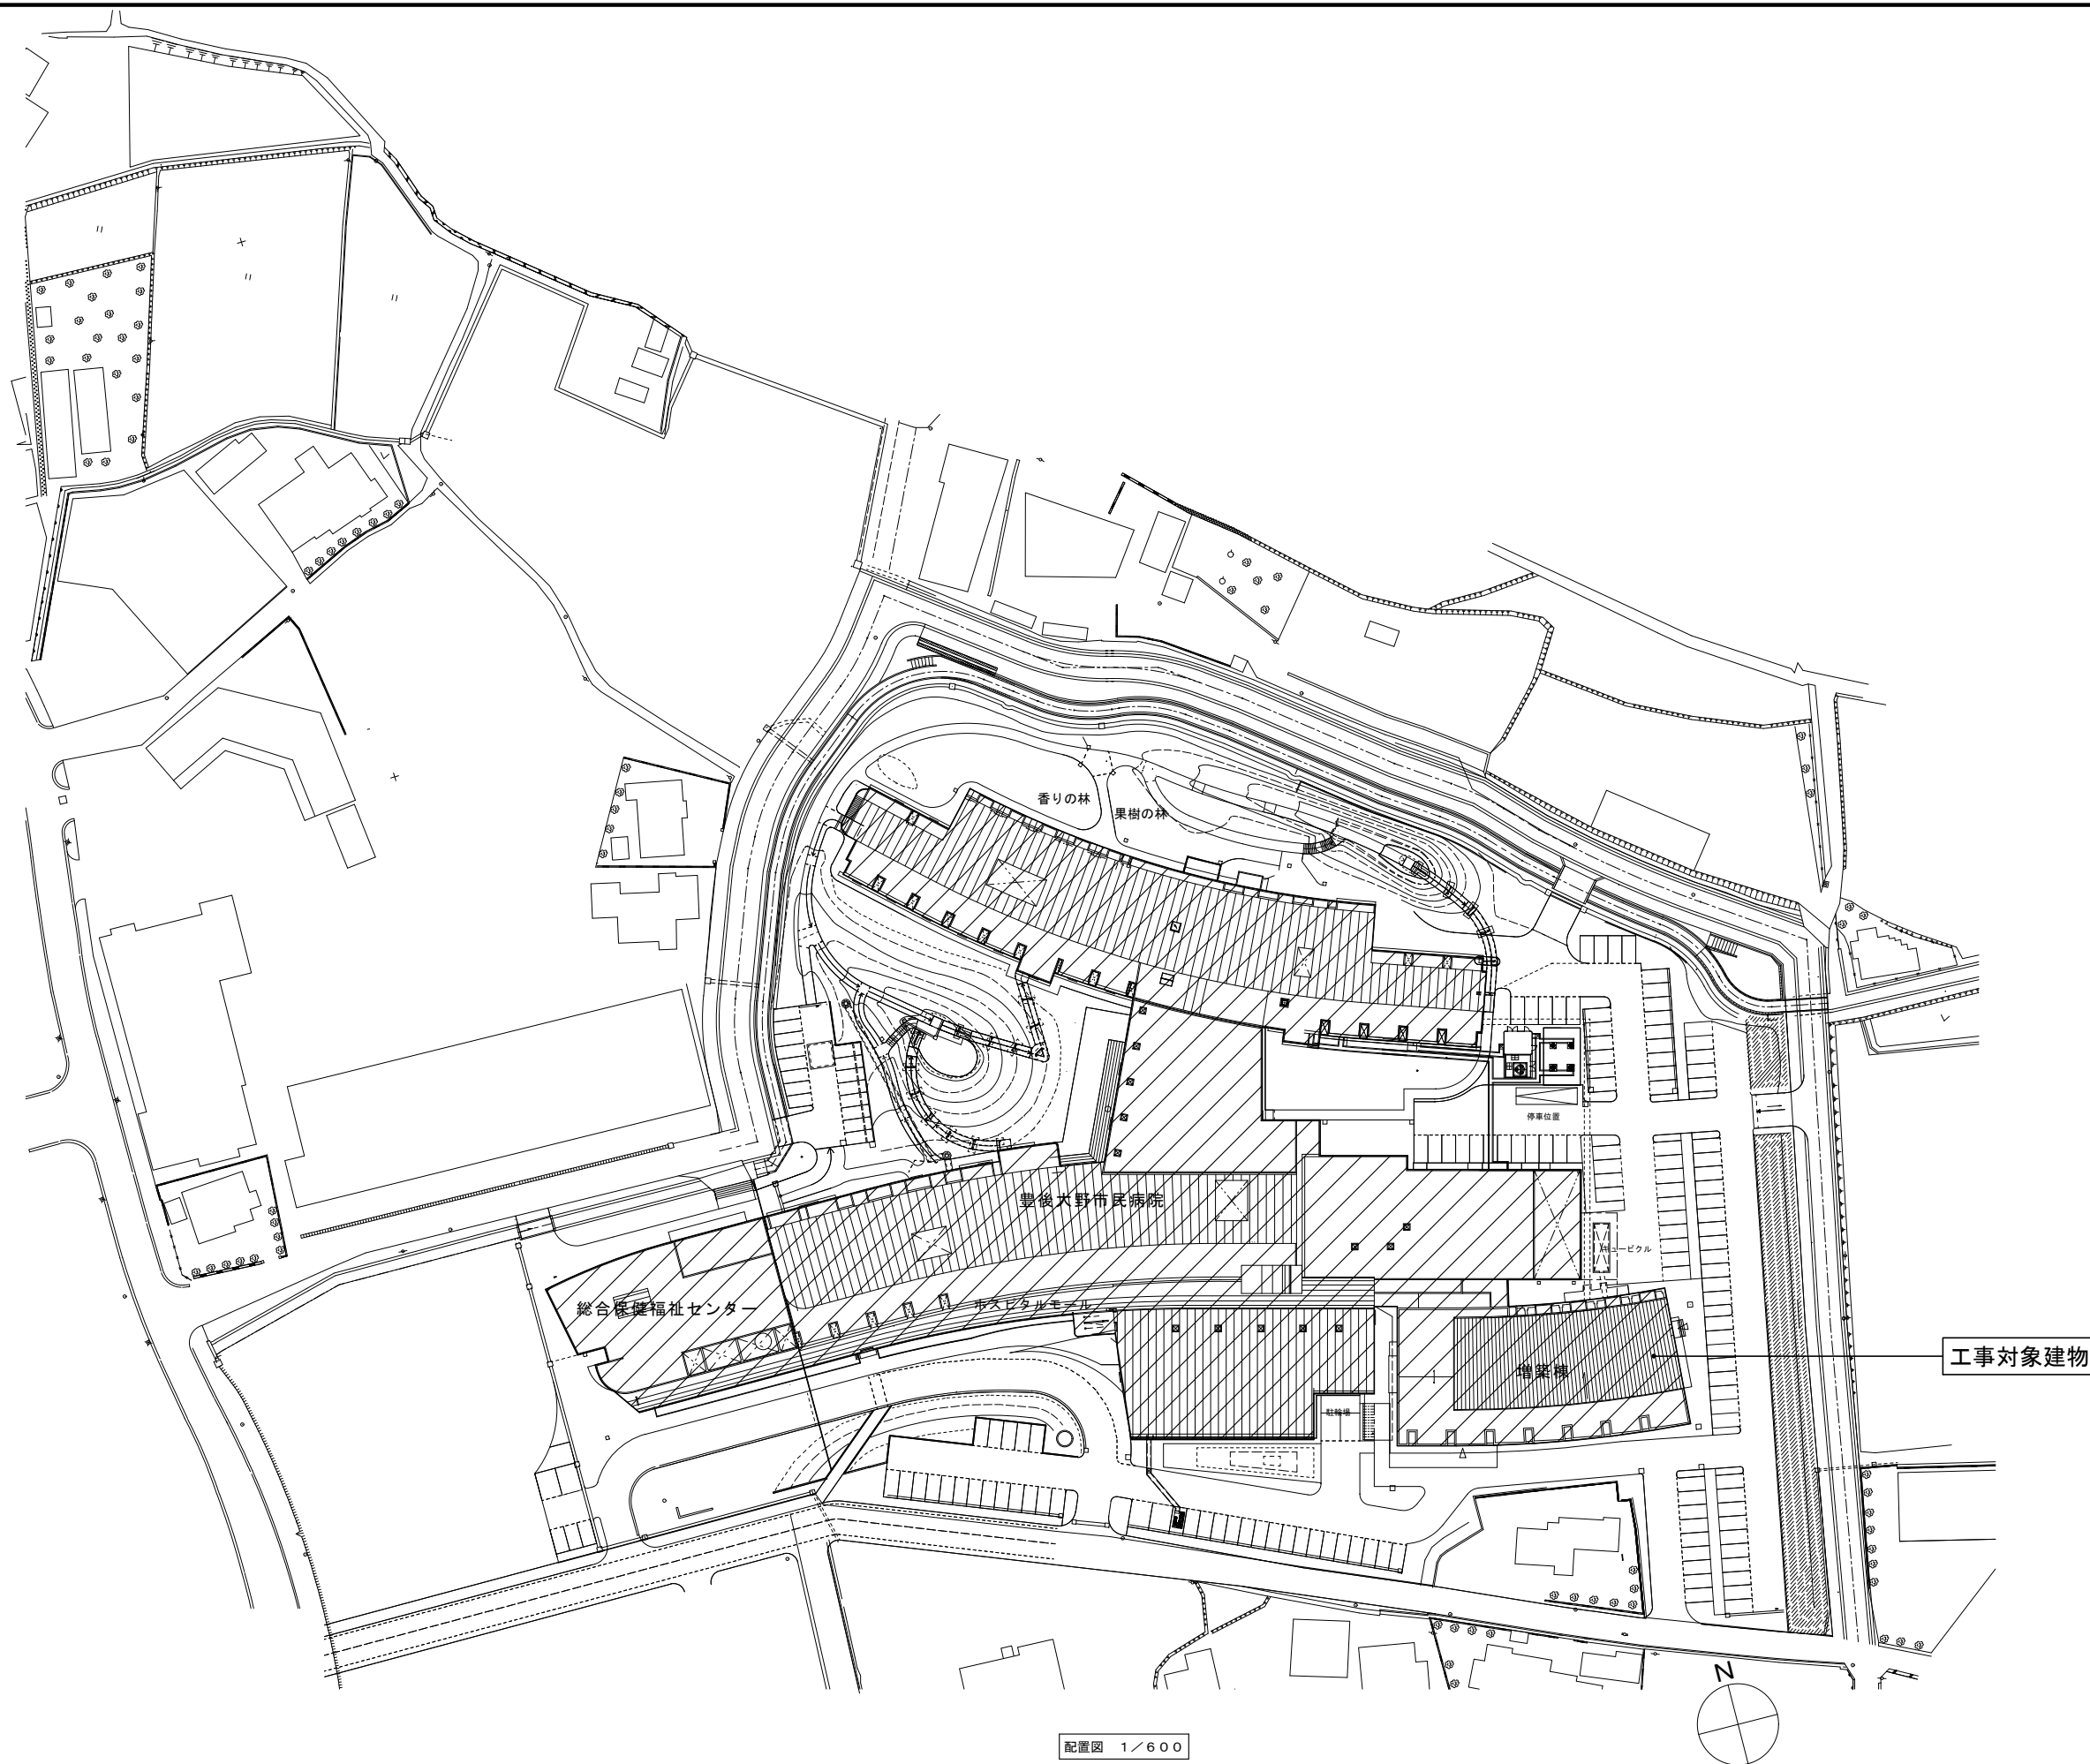 香りの林
果樹の林
停車位置
豊後大野市民病院
キュービクル
総合保健福祉センター
ホスピタルモール
工事対象建物
増築棟
駐輪場
N
配置図 1/600